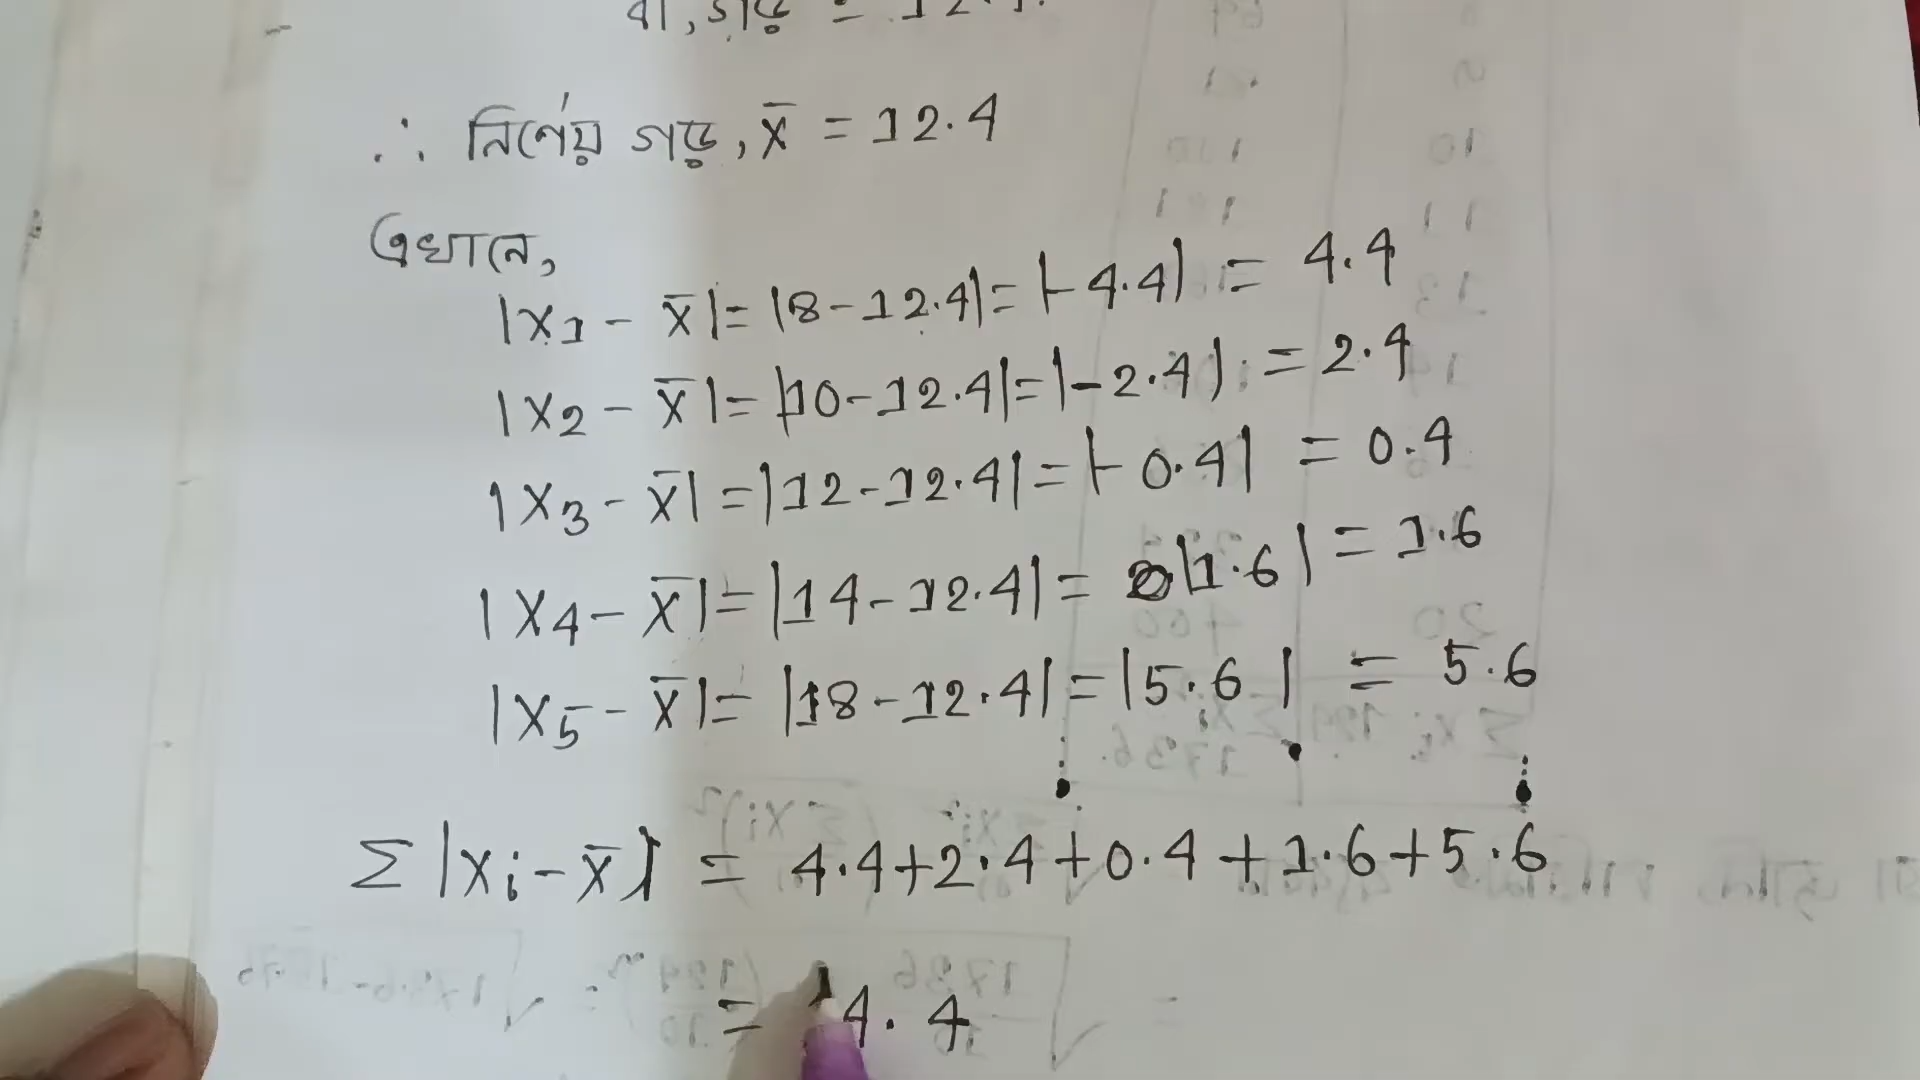 ∴ নির্ণেয় গড়, x̄ = 12.4
এখানে,
|x1 - x̄| = |8-12.4| = |-4.4| = 4.4
|x2 - x̄| = |10-12.4| = |-2.4| = 2.4
|x3 - x̄| = |12-12.4| = |-0.4| = 0.4
|x4 - x̄| = |14-12.4| = |1.6| = 1.6
|x5 - x̄| = |18-12.4| = |5.6| = 5.6
Σ|xi - x̄| = 4.4+2.4+0.4+1.6+5.6
= 14.4